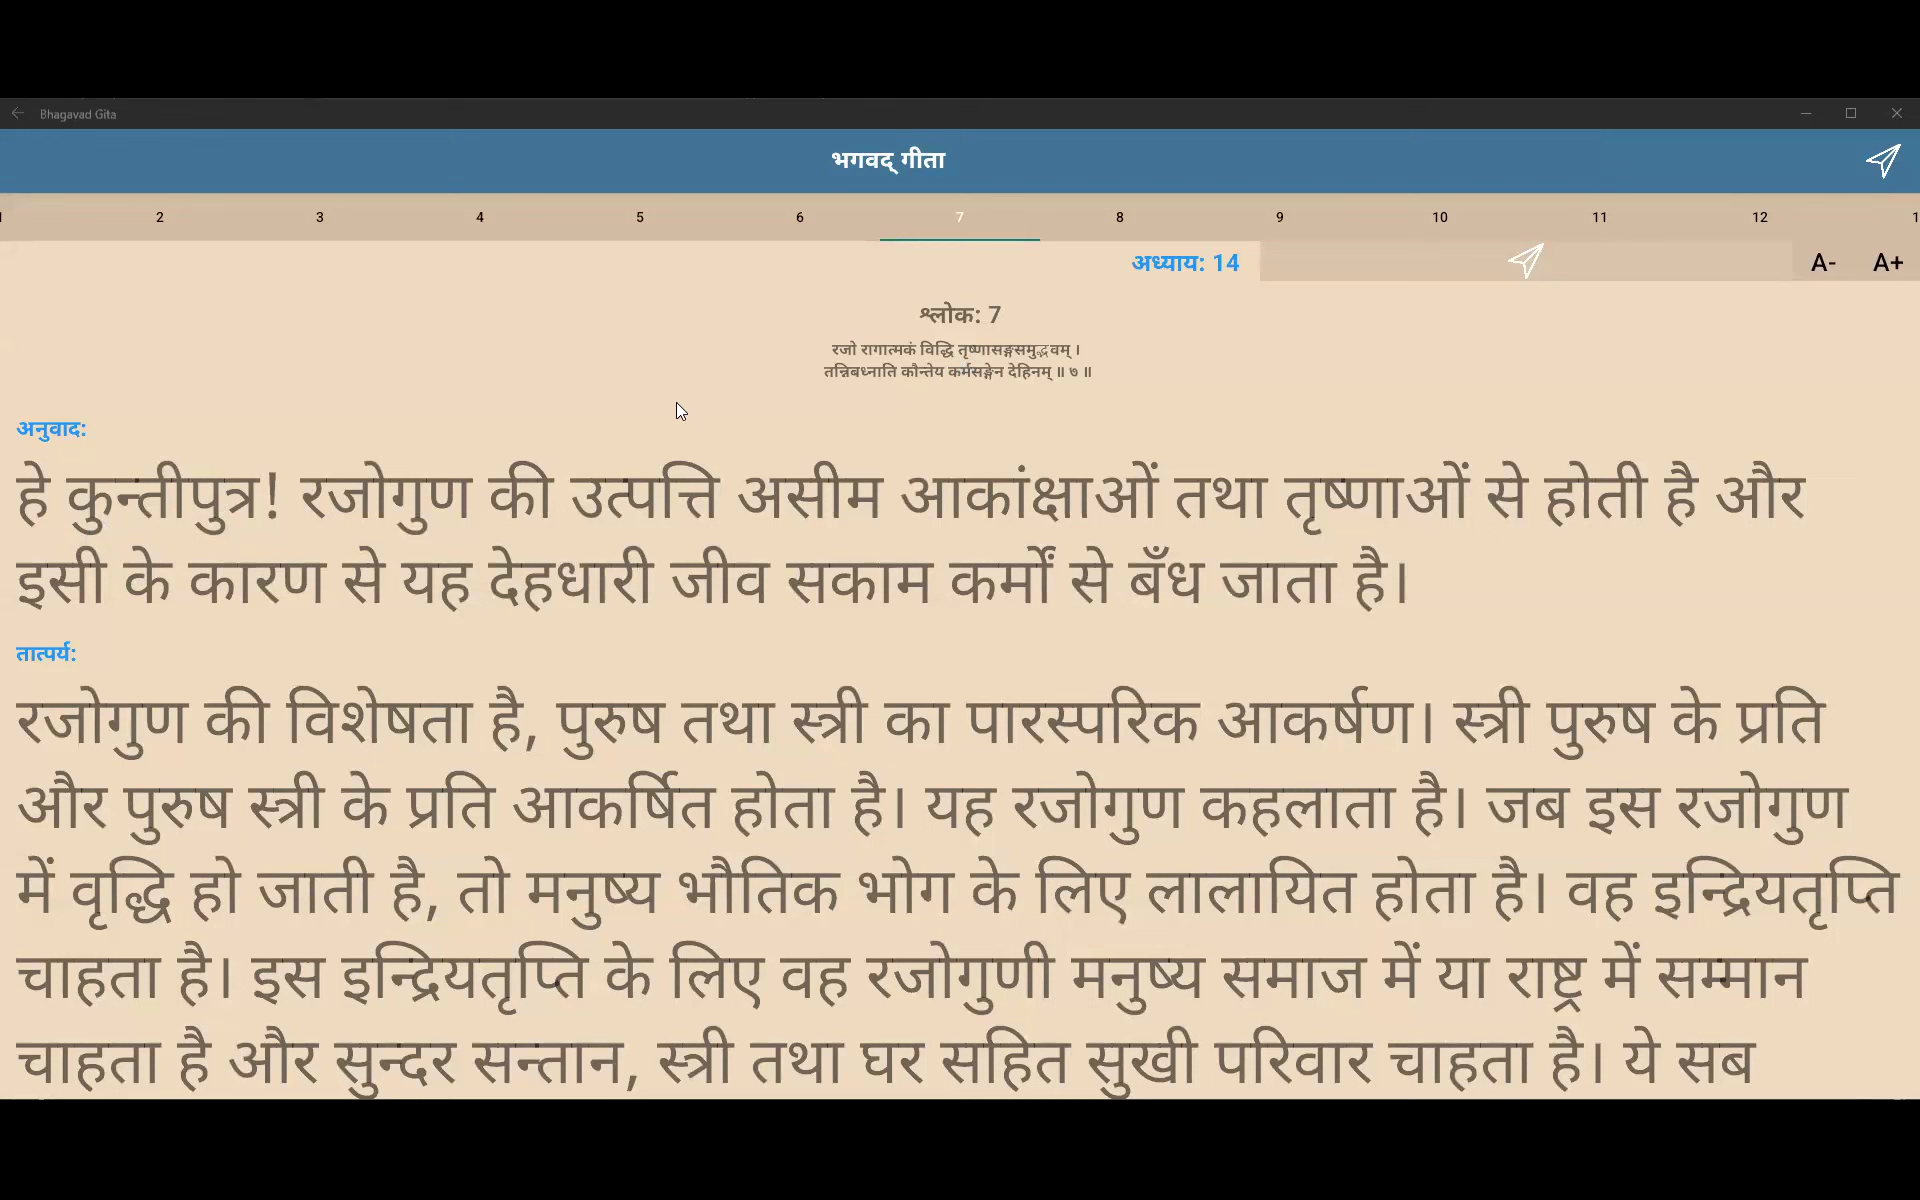 Bhagavad Gita
भगवद् गीता
2 3 4 5 6 7 8 9 10 11 12
अध्याय: 14 A- A+
श्लोक: 7
रजो रागात्मकं विद्धि तृष्णासङ्गसमुद्भवम् ।
तन्निबध्नाति कौन्तेय कर्मसङ्गेन देहिनम् ॥ ७ ॥
अनुवाद:
हे कुन्तीपुत्र! रजोगुण की उत्पत्ति असीम आकांक्षाओं तथा तृष्णाओं से होती है और
इसी के कारण से यह देहधारी जीव सकाम कर्मों से बँध जाता है।
तात्पर्य:
रजोगुण की विशेषता है, पुरुष तथा स्त्री का पारस्परिक आकर्षण। स्त्री पुरुष के प्रति
और पुरुष स्त्री के प्रति आकर्षित होता है। यह रजोगुण कहलाता है। जब इस रजोगुण
में वृद्धि हो जाती है, तो मनुष्य भौतिक भोग के लिए लालायित होता है। वह इन्द्रियतृप्ति
चाहता है। इस इन्द्रियतृप्ति के लिए वह रजोगुणी मनुष्य समाज में या राष्ट्र में सम्मान
चाहता है और सुन्दर सन्तान, स्त्री तथा घर सहित सुखी परिवार चाहता है। ये सब